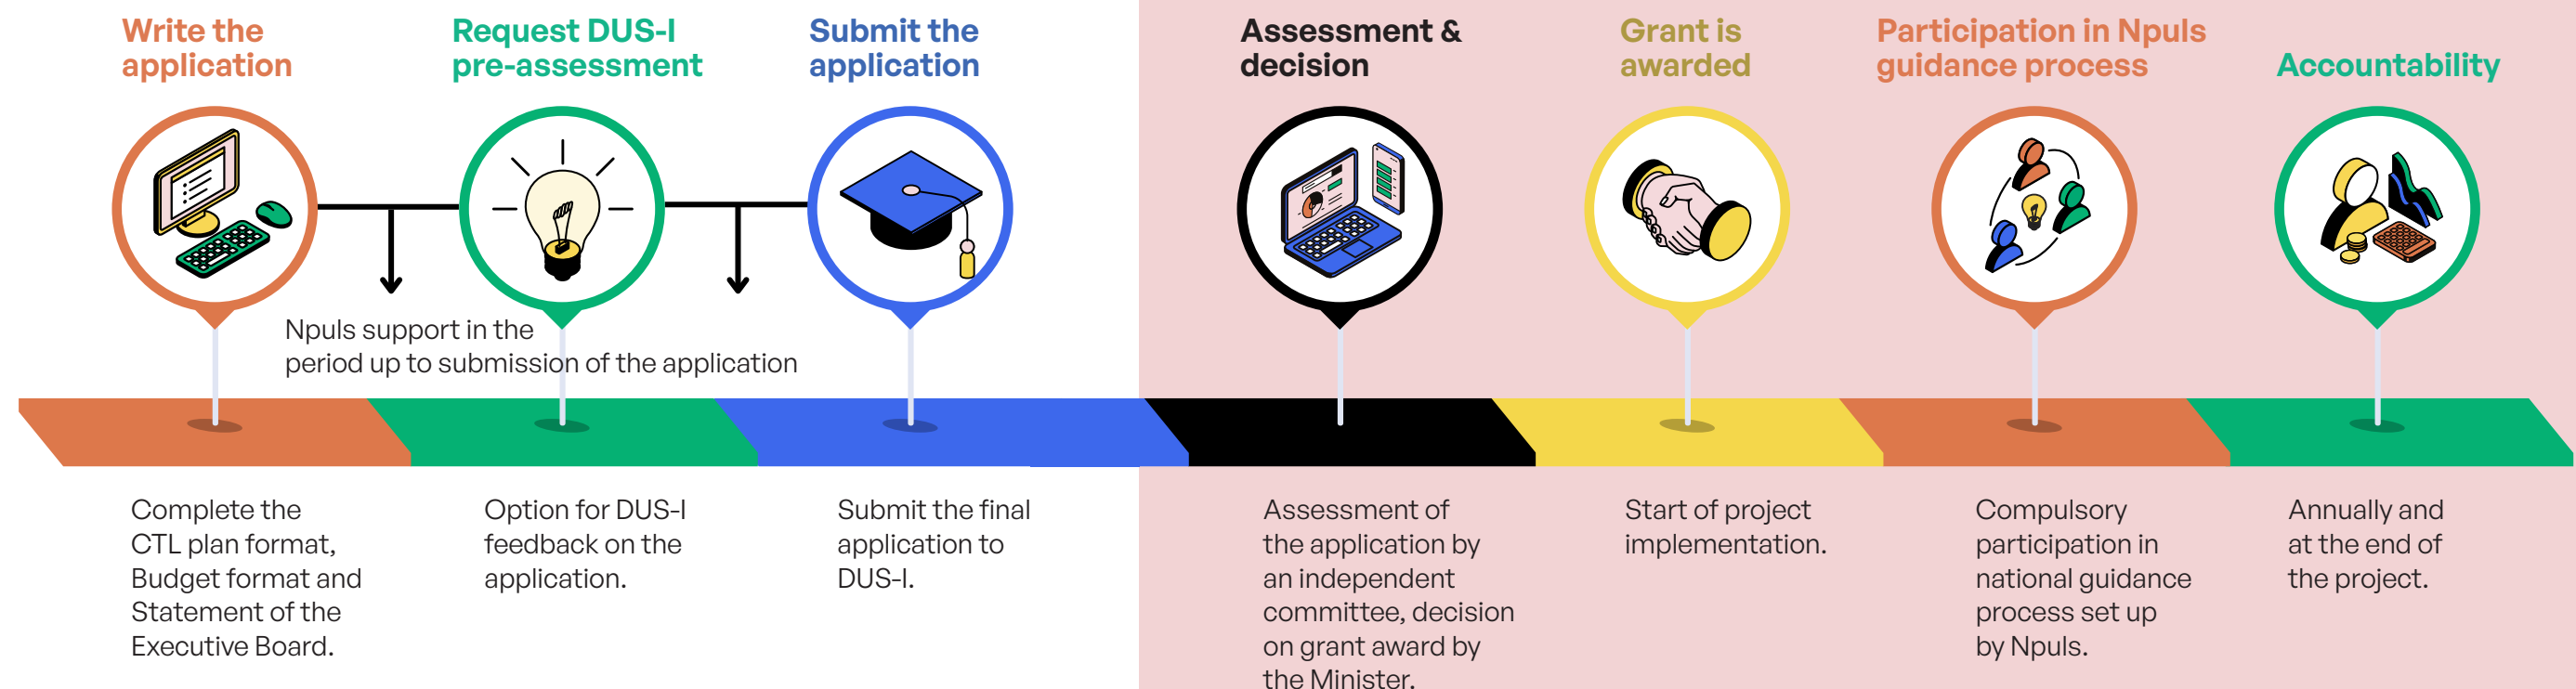 Write the
application
Request DUS-I
pre-assessment
Submit the
application
Assessment &
decision
Grant is
awarded
Participation in Npuls
guidance process
Accountability
Npuls support in the
period up to submission of the application
Complete the
CTL plan format,
Budget format and
Statement of the
Executive Board.
Option for DUS-I
feedback on the
application.
Submit the final
application to
DUS-I.
Assessment of
the application by
an independent
committee, decision
on grant award by
the Minister.
Start of project
implementation.
Compulsory
participation in
national guidance
process set up
by Npuls.
Annually and
at the end of
the project.